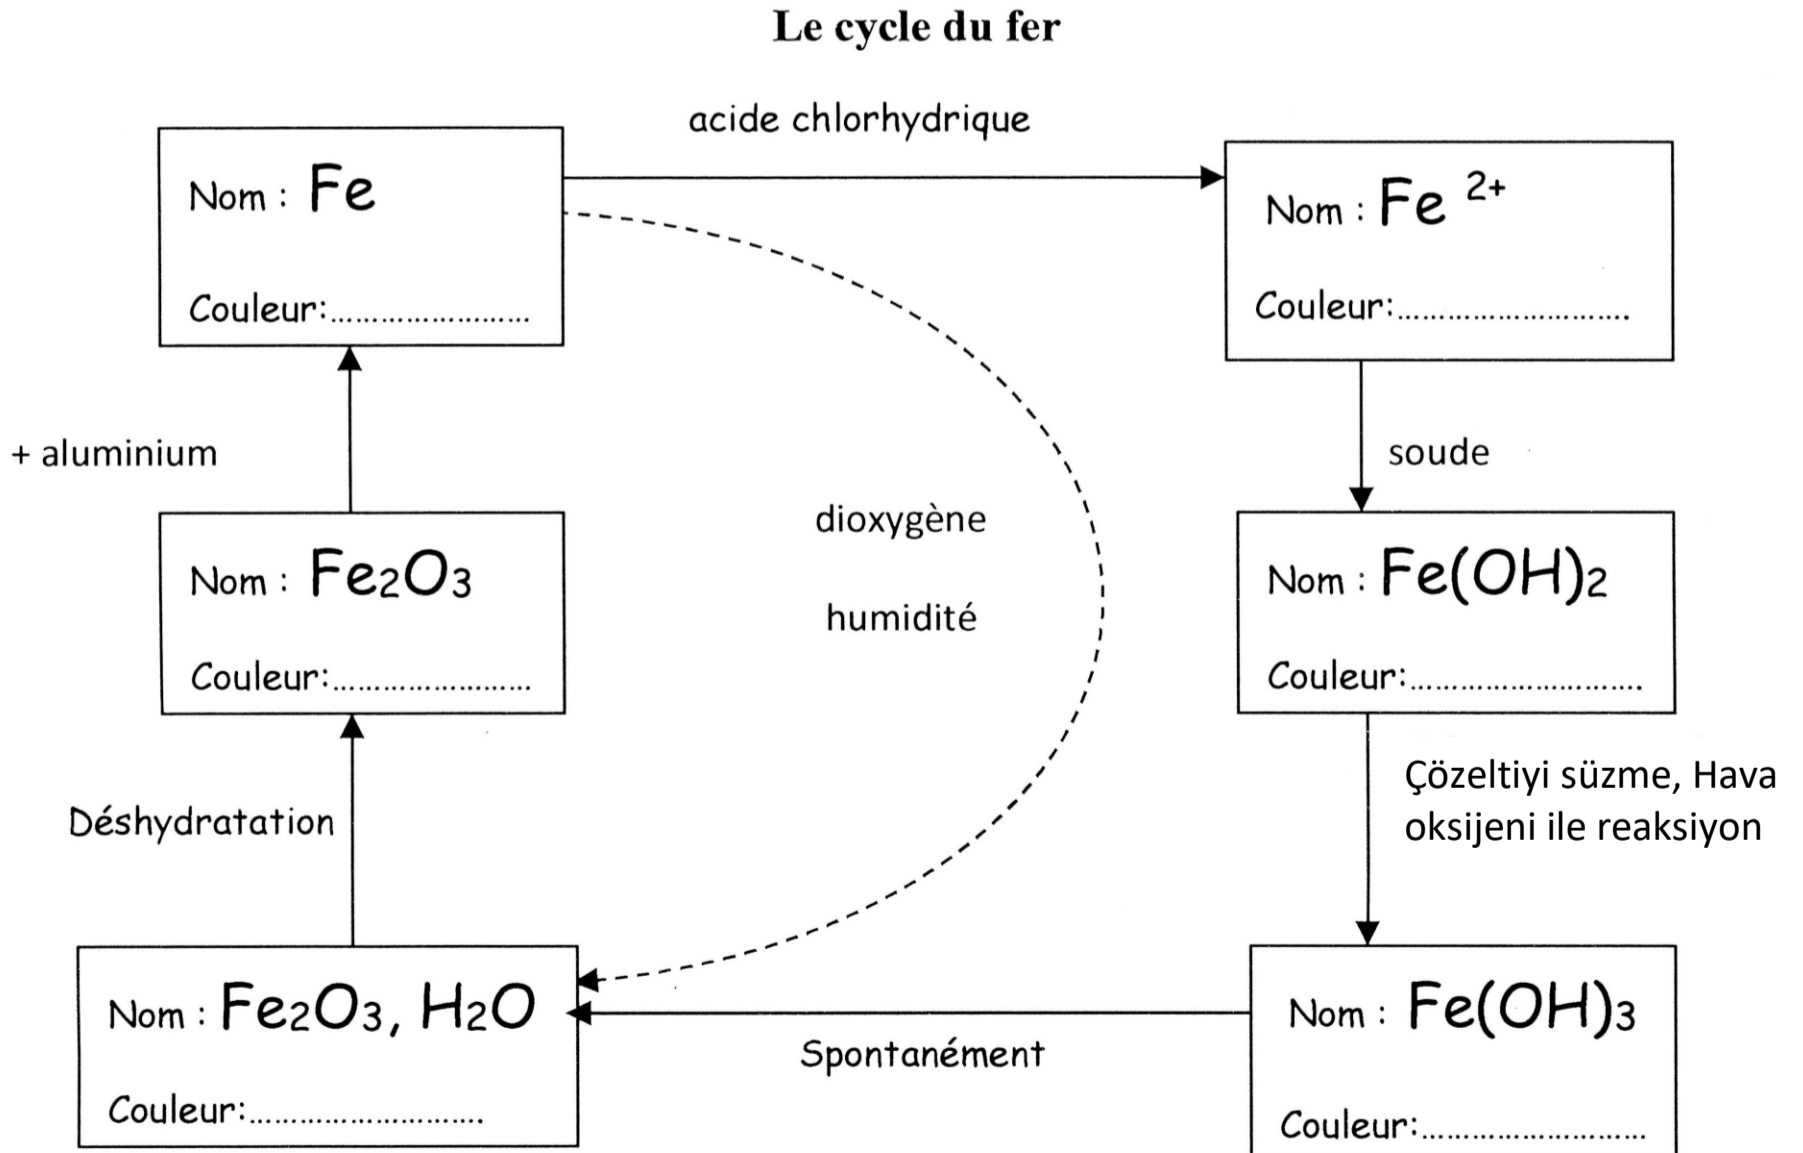 Le cycle du fer
acide chlorhydrique
Nom : Fe
Couleur:........................
Nom : Fe 2+
Couleur:............................
+ aluminium
soude
dioxygène
humidité
Nom : Fe2O3
Couleur:........................
Nom : Fe(OH)2
Couleur:............................
Déshydratation
Çözeltiyi süzme, Hava
oksijeni ile reaksiyon
Nom : Fe2O3, H2O
Couleur:............................
Spontanément
Nom : Fe(OH)3
Couleur:...........................